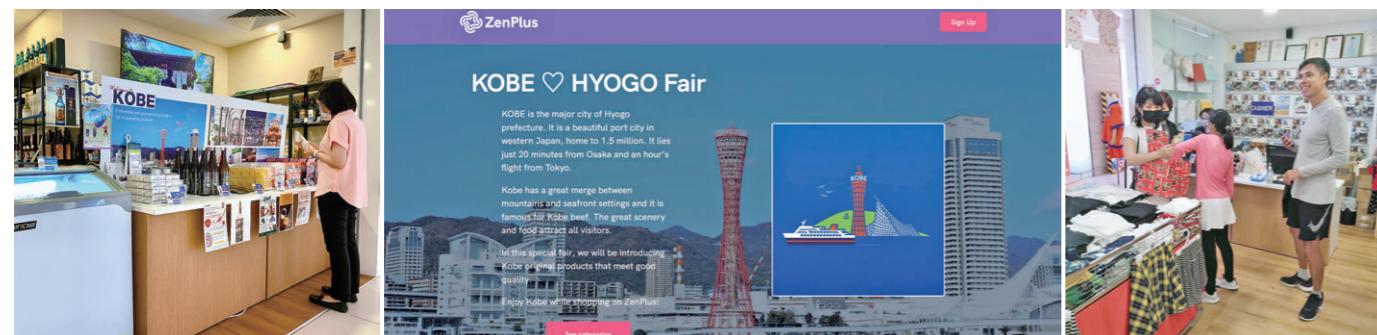 KOBE
ZenPlus
Sign Up
KOBE ♡ HYOGO Fair
KOBE is the major city of Hyogo
prefecture. It is a beautiful port city in
western Japan, home to 1.5 million. It lies
just 20 minutes from Osaka and an hour's
flight from Tokyo.
Kobe has a great merge between
mountains and seafront settings and it is
famous for Kobe beef. The great scenery
and food attract all visitors.
In this special fair, we will be introducing
Kobe original products that meet good
quality
Enjoy Kobe while shopping on ZenPlus!
See categories
KOBE
CASHIER